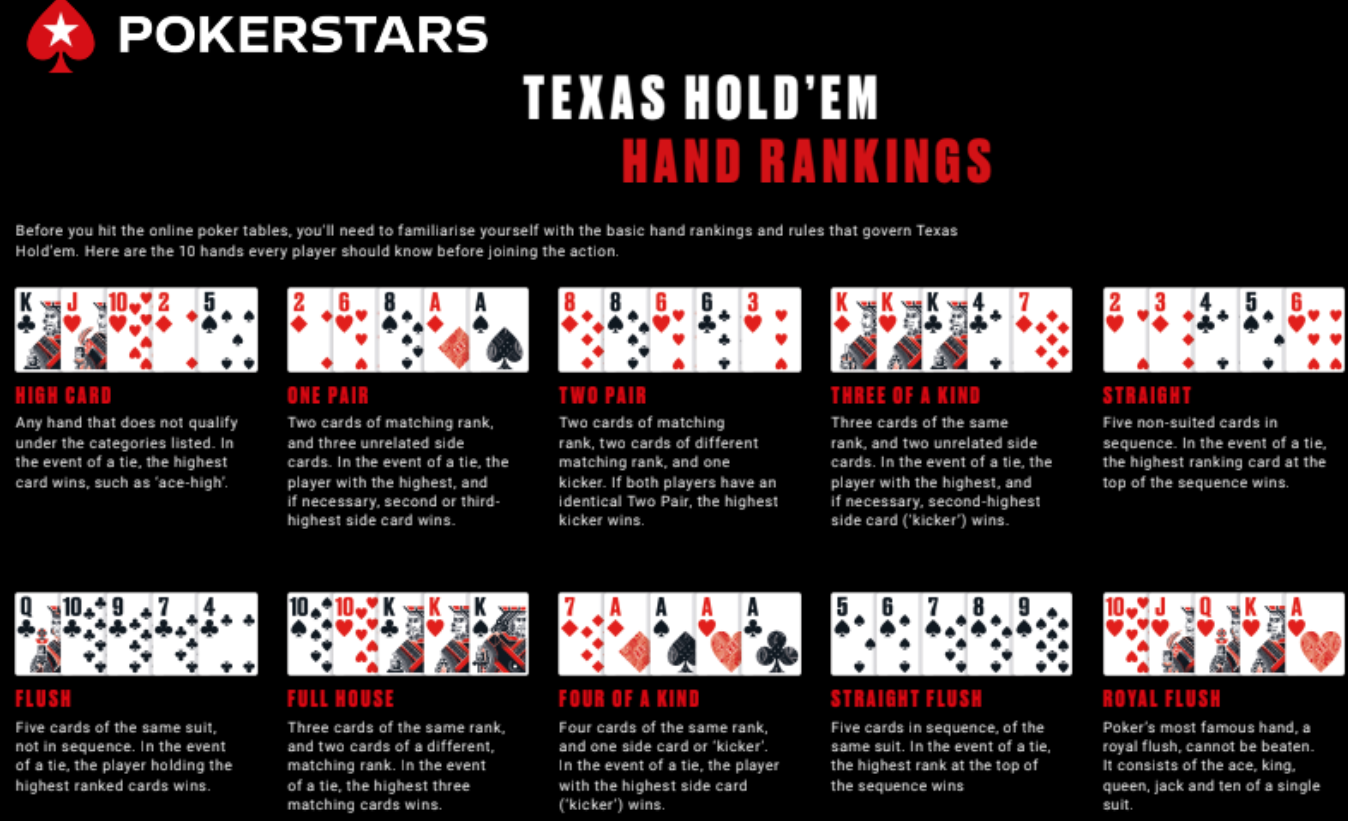 POKERSTARS
TEXAS HOLD'EM
HAND RANKINGS
Before you hit the online poker tables, you'll need to familiarise yourself with the basic hand rankings and rules that govern Texas
Hold'em. Here are the 10 hands every player should know before joining the action.
K J 10 2 5
HIGH CARD
Any hand that does not qualify
under the categories listed. In
the event of a tie, the highest
card wins, such as 'ace-high'.
2 6 8 A A
ONE PAIR
Two cards of matching rank,
and three unrelated side
cards. In the event of a tie, the
player with the highest, and
if necessary, second or third-
highest side card wins.
8 8 6 6 3
TWO PAIR
Two cards of matching
rank, two cards of different
matching rank, and one
kicker. If both players have an
identical Two Pair, the highest
kicker wins.
K K K 4 7
THREE OF A KIND
Three cards of the same
rank, and two unrelated side
cards. In the event of a tie, the
player with the highest, and
if necessary, second-highest
side card ('kicker') wins.
2 3 4 5 6
STRAIGHT
Five non-suited cards in
sequence. In the event of a tie,
the highest ranking card at the
top of the sequence wins.
Q 10 9 7 4
FLUSH
Five cards of the same suit,
not in sequence. In the event
of a tie, the player holding the
highest ranked cards wins.
10 10 K K K
FULL HOUSE
Three cards of the same rank,
and two cards of a different,
matching rank. In the event
of a tie, the highest three
matching cards wins.
7 A A A A
FOUR OF A KIND
Four cards of the same rank,
and one side card or 'kicker'.
In the event of a tie, the player
with the highest side card
('kicker') wins.
5 6 7 8 9
STRAIGHT FLUSH
Five cards in sequence, of the
same suit. In the event of a tie,
the highest rank at the top of
the sequence wins
10 J Q K A
ROYAL FLUSH
Poker's most famous hand, a
royal flush, cannot be beaten.
It consists of the ace, king,
queen, jack and ten of a single
suit.